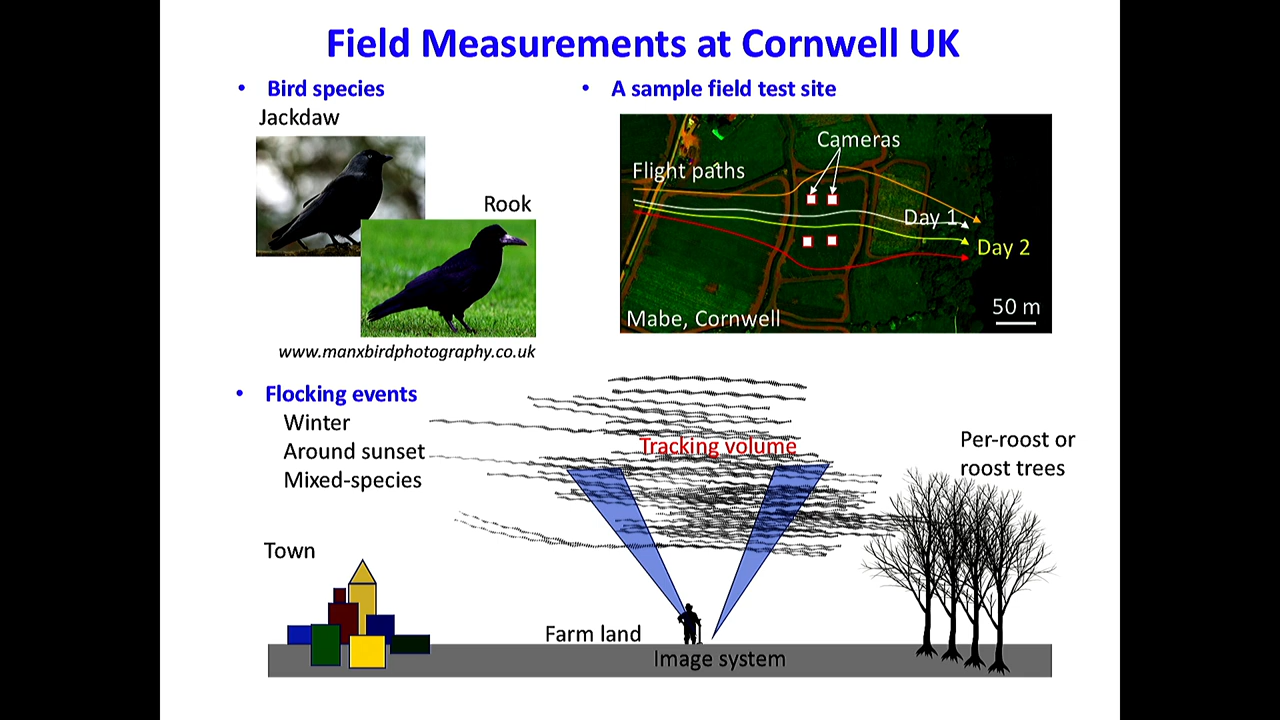 Field Measurements at Cornwell UK
• Bird species
Jackdaw
Rook
www.manxbirdphotography.co.uk
• A sample field test site
Cameras
Flight paths
Day 1
Day 2
50 m
Mabe, Cornwell
• Flocking events
Winter
Around sunset
Mixed-species
Tracking volume
Per-roost or
roost trees
Town
Farm land
Image system